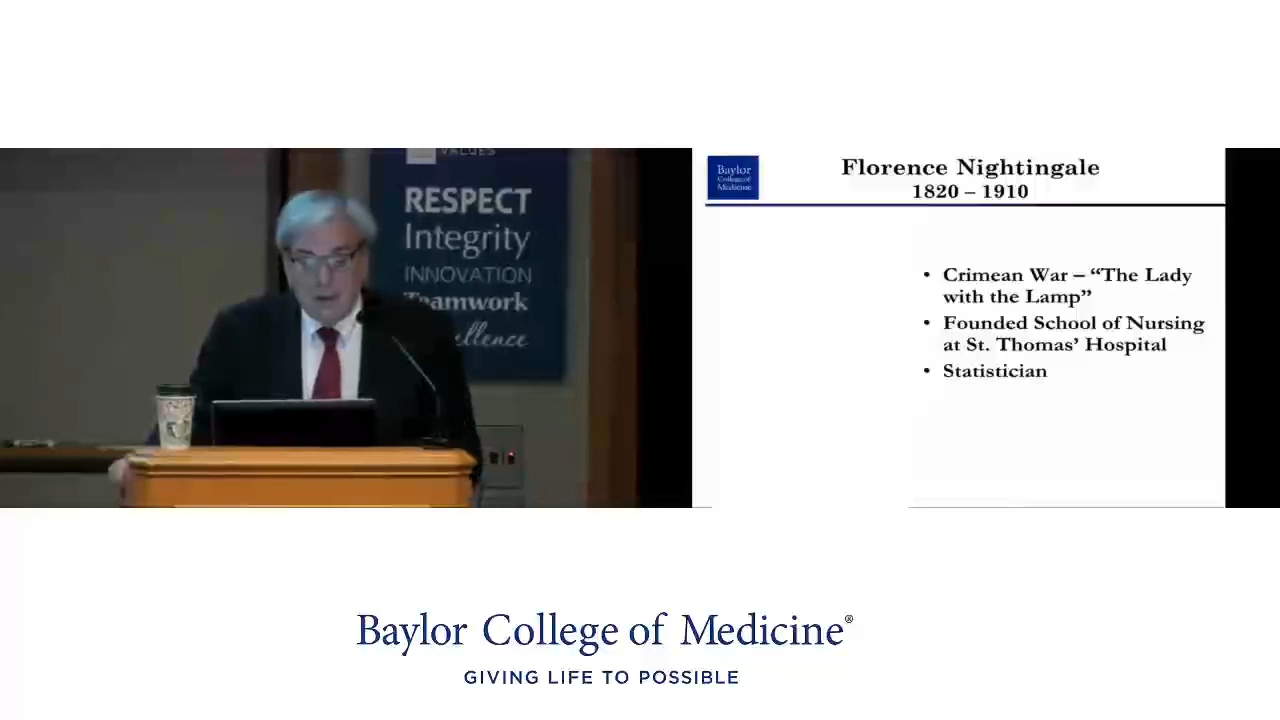 VALUES
RESPECT
Integrity
INNOVATION
Teamwork
Baylor
College of
Medicine
Florence Nightingale
1820 – 1910
• Crimean War – “The Lady
with the Lamp”
• Founded School of Nursing
at St. Thomas’ Hospital
• Statistician
Baylor College of Medicine®
GIVING LIFE TO POSSIBLE